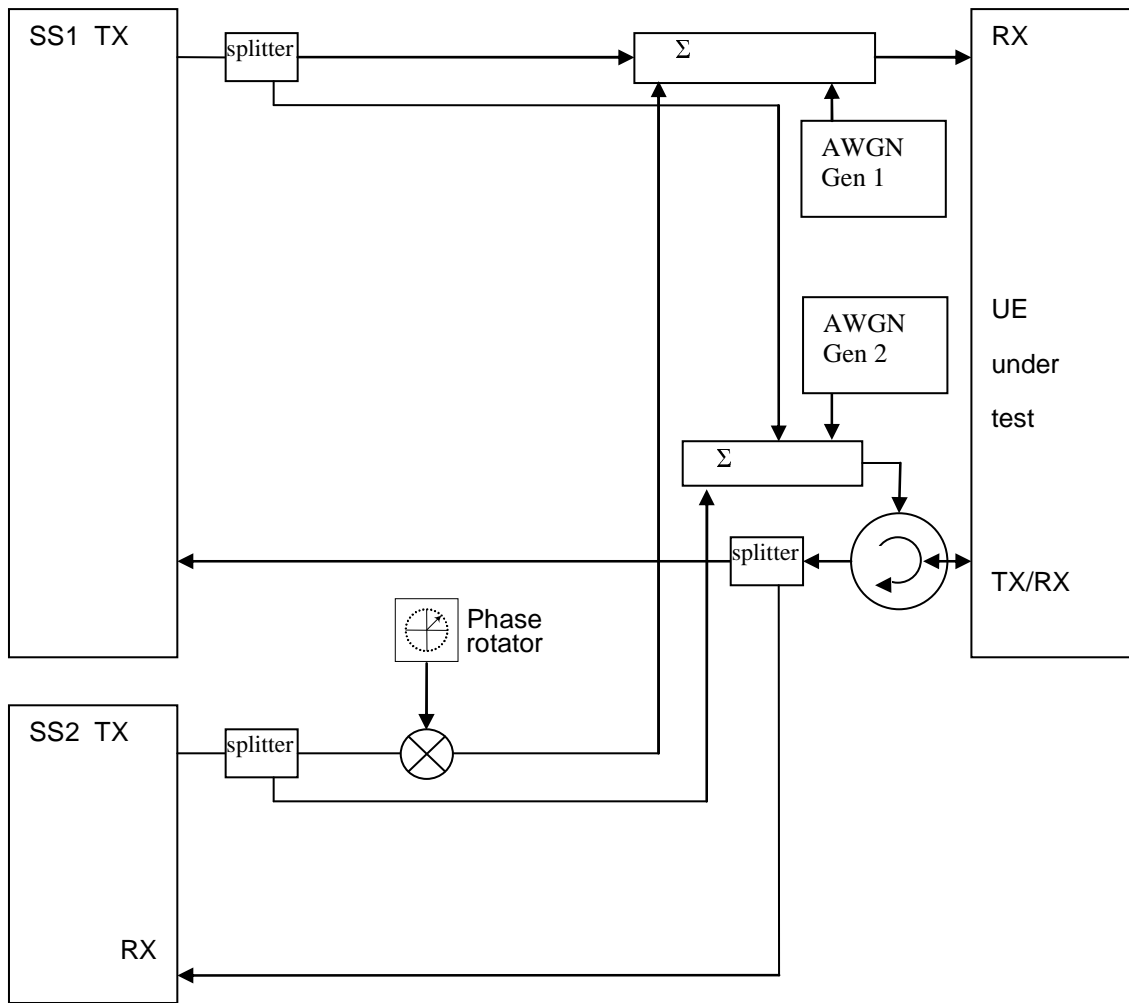 SS1 TX
splitter
Σ
RX
AWGN
Gen 1
AWGN
Gen 2
UE
under
test
Σ
splitter
TX/RX
Phase
rotator
SS2 TX
splitter
RX